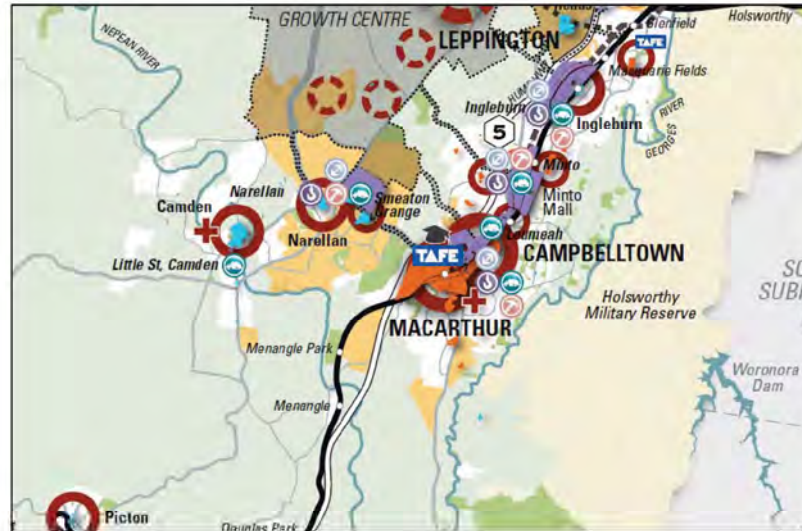 GROWTH CENTRE
NEPEAN RIVER
LEPPINGTON
Glenfield
Holsworthy
TAFE
Macquarie Fields
Ingleburn
Ingleburn
RIVER
GEORGES
5
Minto
Minto
Mall
Narellan
Camden
Smeaton
Grange
Narellan
Leumeah
CAMPBELLTOWN
TAFE
Little St, Camden
MACARTHUR
Holsworthy
Military Reserve
Menangle Park
Woronora
Dam
Menangle
Picton
Douglas Park